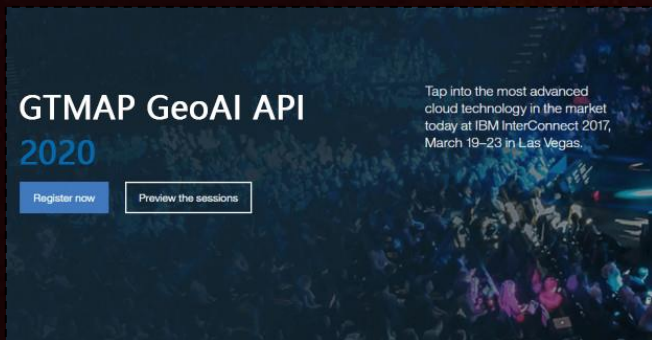 GTMAP GeoAI API
2020
Register now
Preview the sessions
Tap into the most advanced
cloud technology in the market
today at IBM InterConnect 2017,
March 19–23 in Las Vegas.